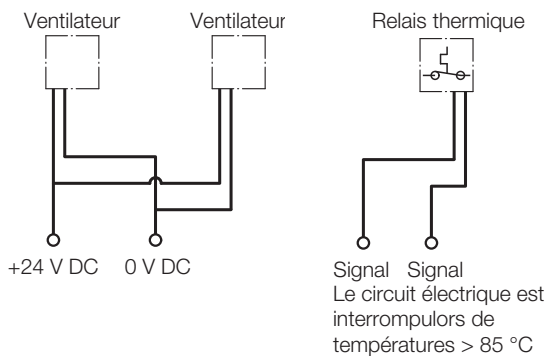 Ventilateur
Ventilateur
Relais thermique
+24 V DC
0 V DC
Signal
Signal
Le circuit électrique est
interrompulors de
températures > 85 °C